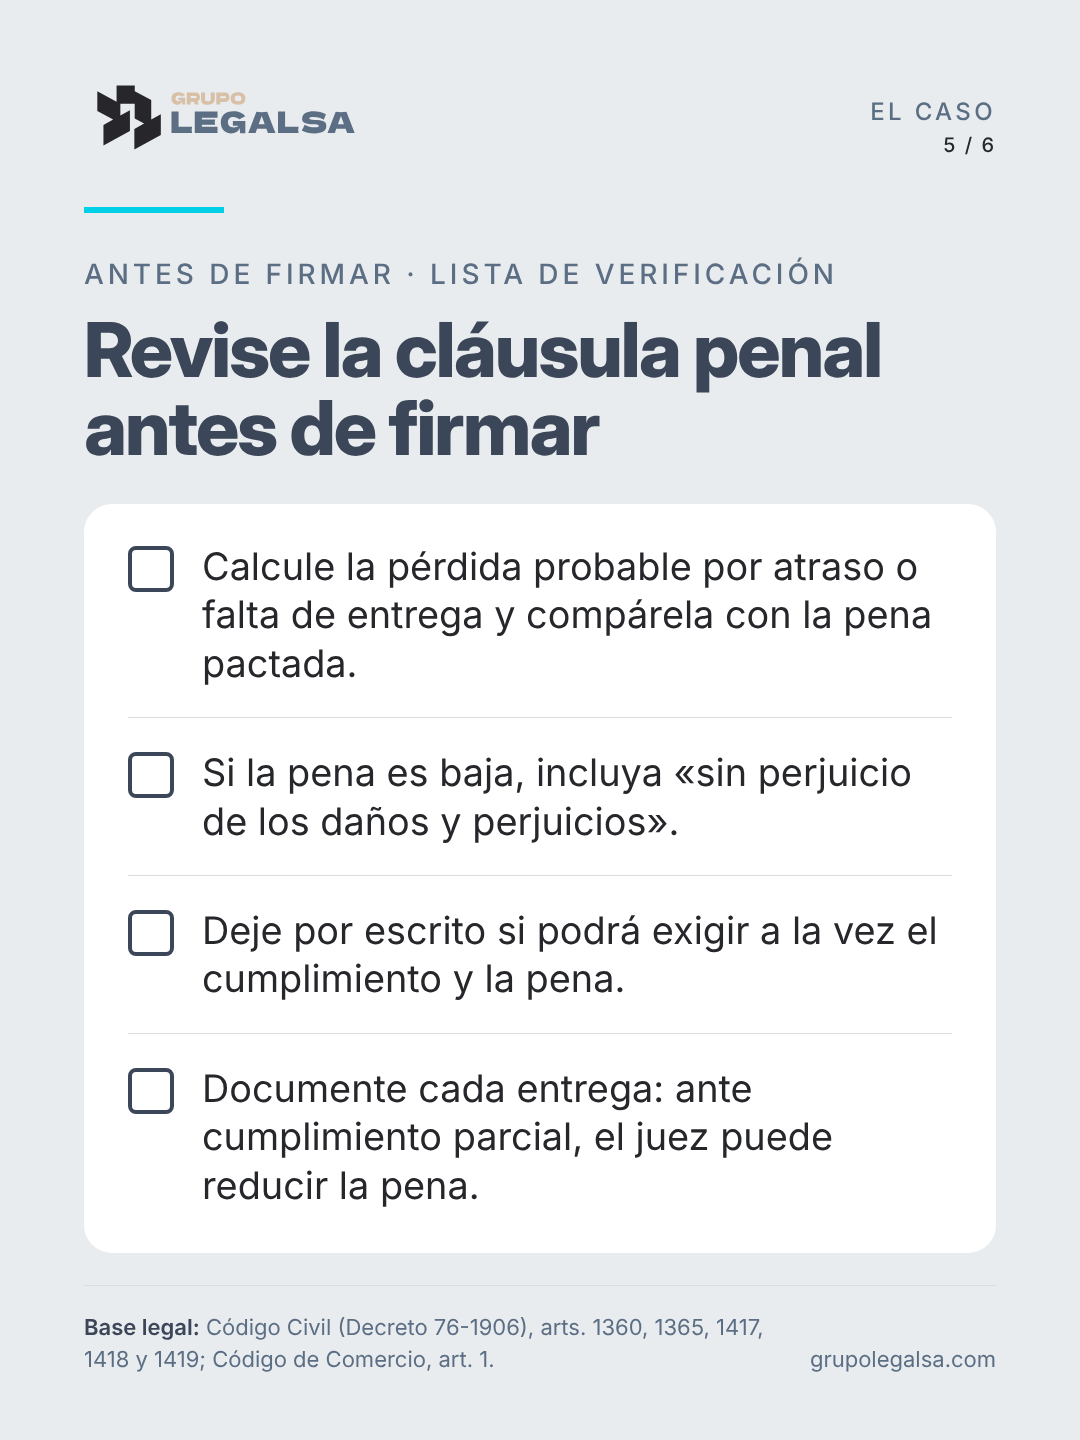 GRUPO
LEGALSA
EL CASO
5 / 6
ANTES DE FIRMAR · LISTA DE VERIFICACIÓN
Revise la cláusula penal
antes de firmar
Calcule la pérdida probable por atraso o
falta de entrega y compárela con la pena
pactada.
Si la pena es baja, incluya «sin perjuicio
de los daños y perjuicios».
Deje por escrito si podrá exigir a la vez el
cumplimiento y la pena.
Documente cada entrega: ante
cumplimiento parcial, el juez puede
reducir la pena.
Base legal: Código Civil (Decreto 76-1906), arts. 1360, 1365, 1417,
1418 y 1419; Código de Comercio, art. 1.
grupolegalsa.com